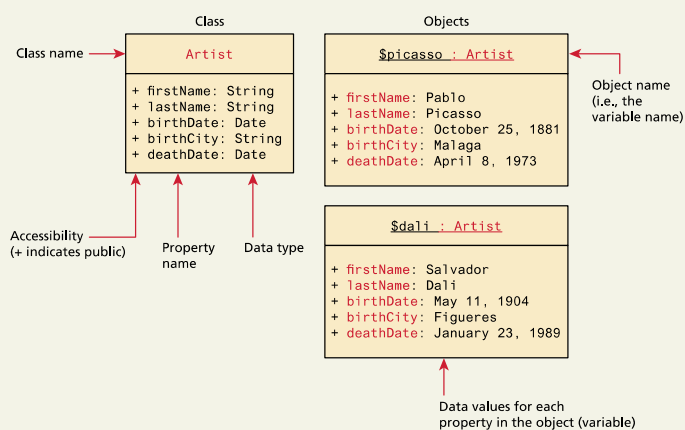 Class
Class name
Artist
+ firstName: String
+ lastName: String
+ birthDate: Date
+ birthCity: String
+ deathDate: Date
Accessibility
(+ indicates public)
Property
name
Data type
Objects
$picasso : Artist
+ firstName: Pablo
+ lastName: Picasso
+ birthDate: October 25, 1881
+ birthCity: Malaga
+ deathDate: April 8, 1973
Object name
(i.e., the
variable name)
$dali : Artist
+ firstName: Salvador
+ lastName: Dali
+ birthDate: May 11, 1904
+ birthCity: Figueres
+ deathDate: January 23, 1989
Data values for each
property in the object (variable)